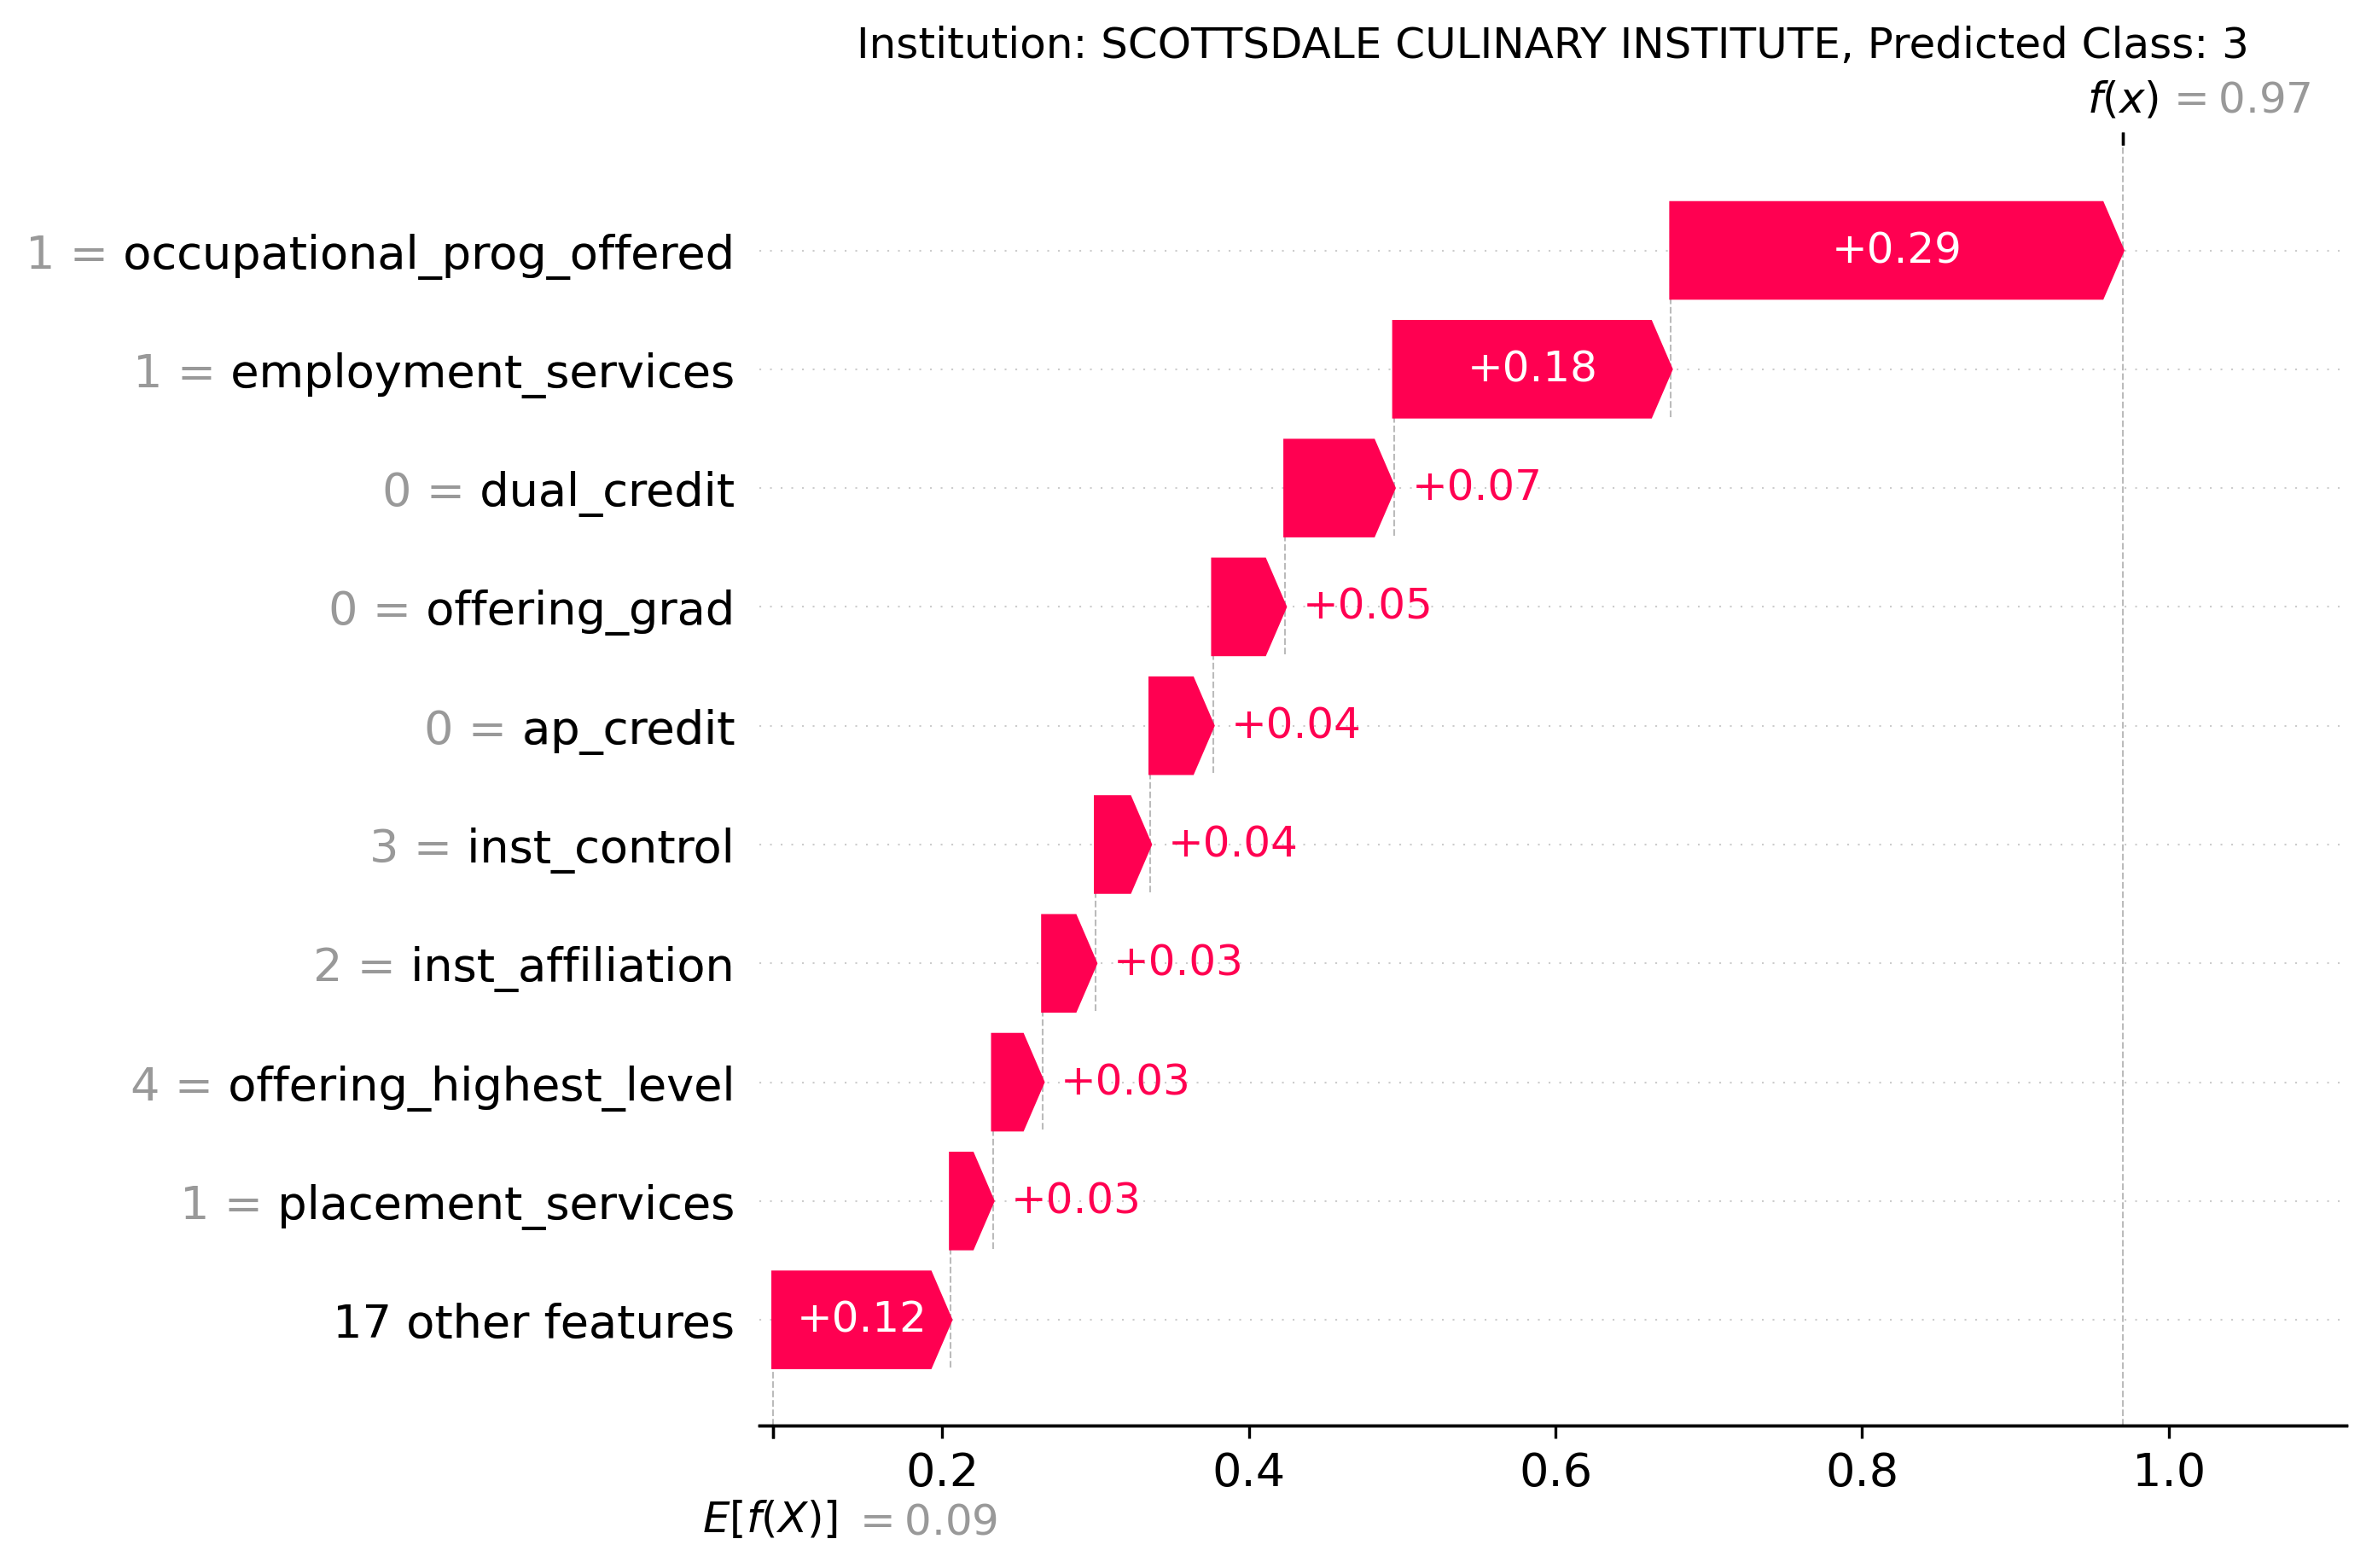 Institution: SCOTTSDALE CULINARY INSTITUTE, Predicted Class: 3
f(x) = 0.97
1 = occupational_prog_offered +0.29
1 = employment_services +0.18
0 = dual_credit +0.07
0 = offering_grad +0.05
0 = ap_credit +0.04
3 = inst_control +0.04
2 = inst_affiliation +0.03
4 = offering_highest_level +0.03
1 = placement_services +0.03
17 other features +0.12
0.2 0.4 0.6 0.8 1.0
E[f(X)] = 0.09